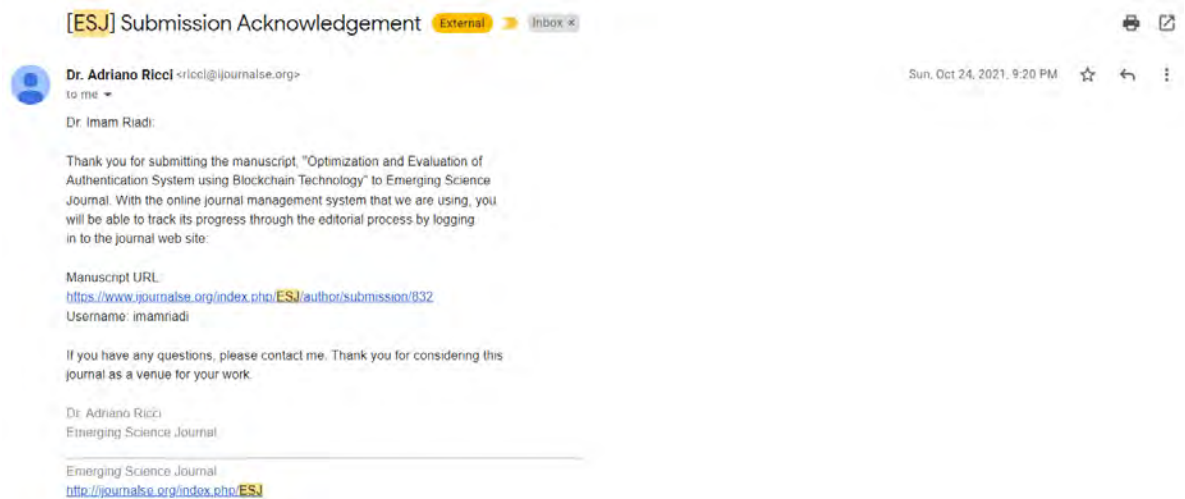 [ESJ] Submission Acknowledgement External Inbox ×
Dr. Adriano Ricci <ricci@ijournalse.org> Sun, Oct 24, 2021, 9:20 PM
to me
Dr. Imam Riadi:
Thank you for submitting the manuscript, "Optimization and Evaluation of
Authentication System using Blockchain Technology" to Emerging Science
Journal. With the online journal management system that we are using, you
will be able to track its progress through the editorial process by logging
in to the journal web site:
Manuscript URL:
https://www.ijournalse.org/index.php/ESJ/author/submission/832
Username: imamriadi
If you have any questions, please contact me. Thank you for considering this
journal as a venue for your work.
Dr. Adriano Ricci
Emerging Science Journal
Emerging Science Journal
http://ijournalse.org/index.php/ESJ